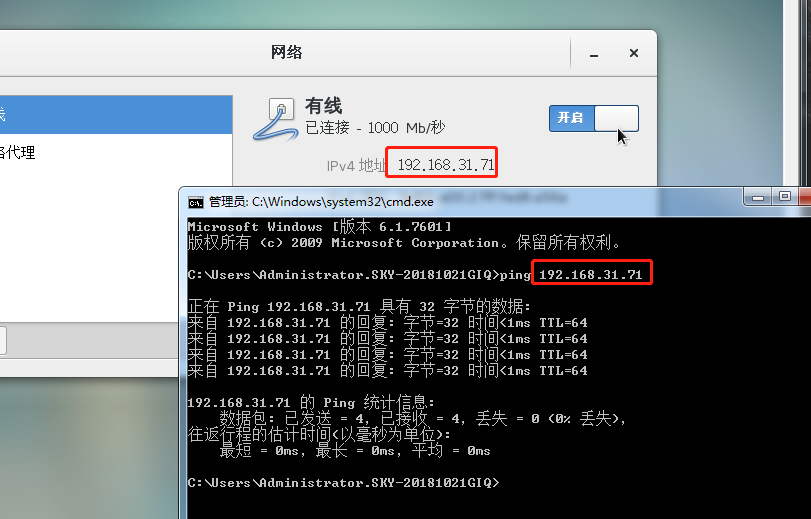 网络
有线
已连接 - 1000 Mb/秒
开启
络代理
IPv4 地址 192.168.31.71
管理员: C:\Windows\system32\cmd.exe
Microsoft Windows [版本 6.1.7601]
版权所有 (c) 2009 Microsoft Corporation。保留所有权利。
C:\Users\Administrator.SKY-20181021GIQ>ping 192.168.31.71
正在 Ping 192.168.31.71 具有 32 字节的数据:
来自 192.168.31.71 的回复: 字节=32 时间<1ms TTL=64
来自 192.168.31.71 的回复: 字节=32 时间<1ms TTL=64
来自 192.168.31.71 的回复: 字节=32 时间<1ms TTL=64
来自 192.168.31.71 的回复: 字节=32 时间<1ms TTL=64
192.168.31.71 的 Ping 统计信息:
数据包: 已发送 = 4，已接收 = 4，丢失 = 0 (0% 丢失)，
往返行程的估计时间(以毫秒为单位):
最短 = 0ms，最长 = 0ms，平均 = 0ms
C:\Users\Administrator.SKY-20181021GIQ>